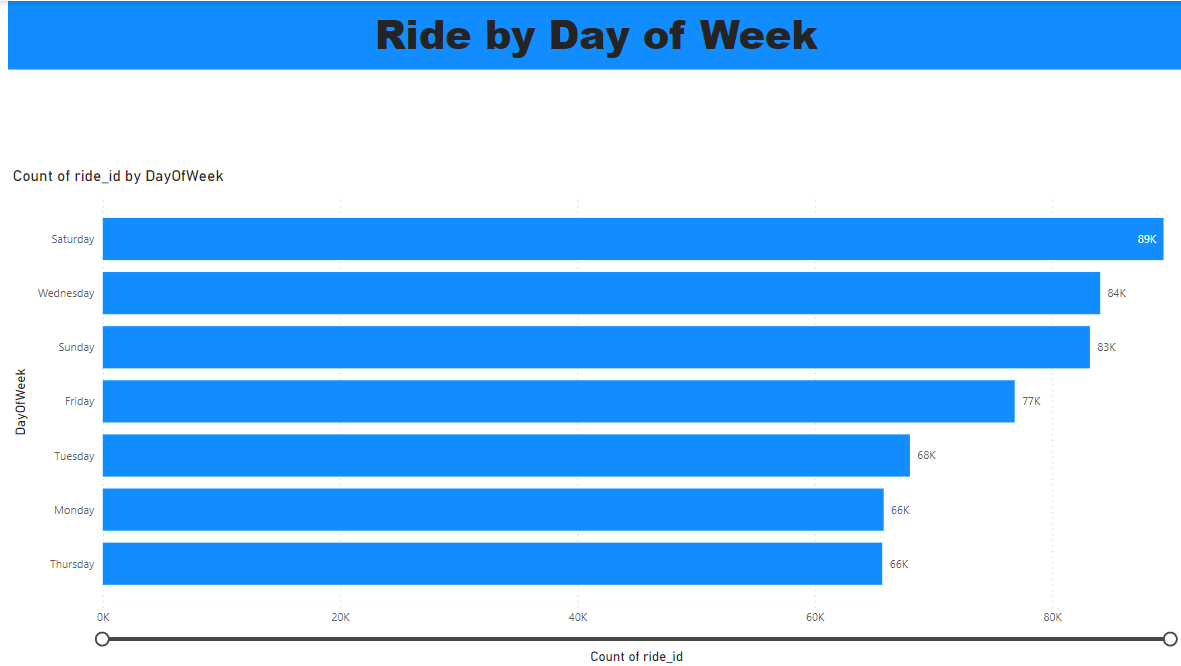 Ride by Day of Week
Count of ride_id by DayOfWeek
DayOfWeek
Saturday 89K
Wednesday 84K
Sunday 83K
Friday 77K
Tuesday 68K
Monday 66K
Thursday 66K
0K 20K 40K 60K 80K
Count of ride_id